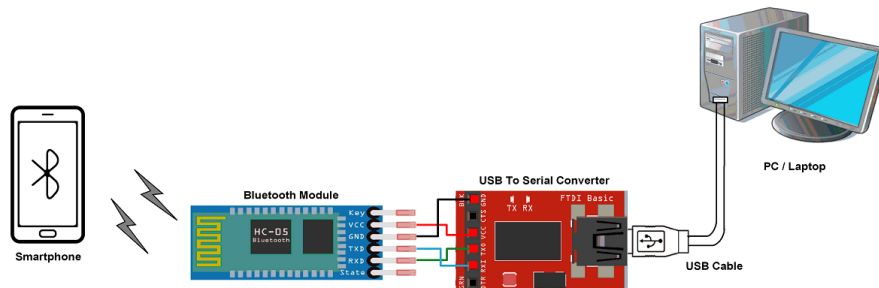 Smartphone
Bluetooth Module
HC-05
Bluetooth
Key
VCC
GND
TXD
RXD
State
USB To Serial Converter
BLK
GRN
GND
CTS
VCC
TXD
RXI
DTR
TX RX
FTDI Basic
USB Cable
PC / Laptop